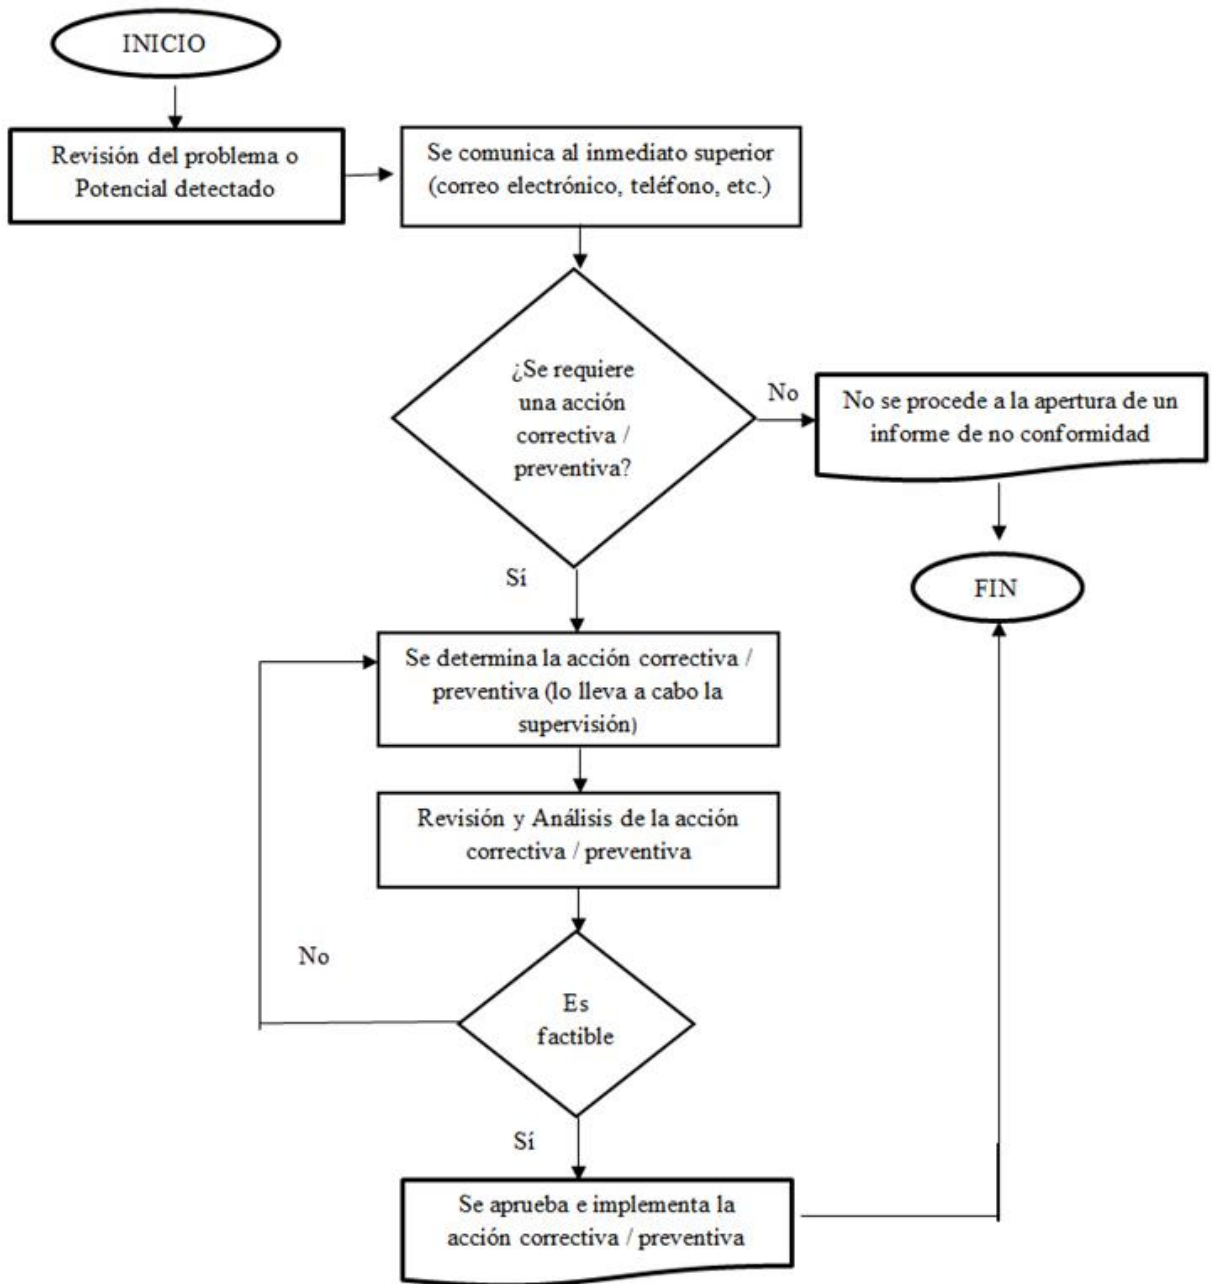 INICIO
Revisión del problema o
Potencial detectado
Se comunica al inmediato superior
(correo electrónico, teléfono, etc.)
¿Se requiere
una acción
correctiva /
preventiva?
No
No se procede a la apertura de un
informe de no conformidad
Sí
FIN
Se determina la acción correctiva /
preventiva (lo lleva a cabo la
supervisión)
Revisión y Análisis de la acción
correctiva / preventiva
No
Es
factible
Sí
Se aprueba e implementa la
acción correctiva / preventiva